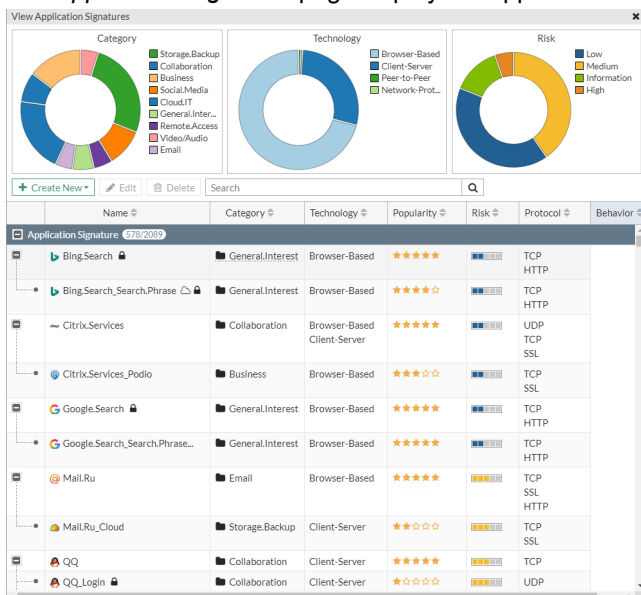 View Application Signatures
Category
Storage.Backup
Collaboration
Business
Social.Media
Cloud.IT
General.Inter...
Remote.Access
Video/Audio
Email
Technology
Browser-Based
Client-Server
Peer-to-Peer
Network-Prot...
Risk
Low
Medium
Information
High
+ Create New Edit Delete Search
Name Category Technology Popularity Risk Protocol Behavior
Application Signature 578/2089
Bing.Search General.Interest Browser-Based TCP
HTTP
Bing.Search_Search.Phrase General.Interest Browser-Based TCP
HTTP
Citrix.Services Collaboration Browser-Based UDP
Client-Server TCP
SSL
Citrix.Services_Podio Business Browser-Based TCP
SSL
Google.Search General.Interest Browser-Based TCP
HTTP
Google.Search_Search.Phrase... General.Interest Browser-Based TCP
HTTP
Mail.Ru Email Browser-Based TCP
SSL
HTTP
Mail.Ru_Cloud Storage.Backup Client-Server TCP
SSL
QQ Collaboration Client-Server TCP
QQ_Login Collaboration Client-Server UDP